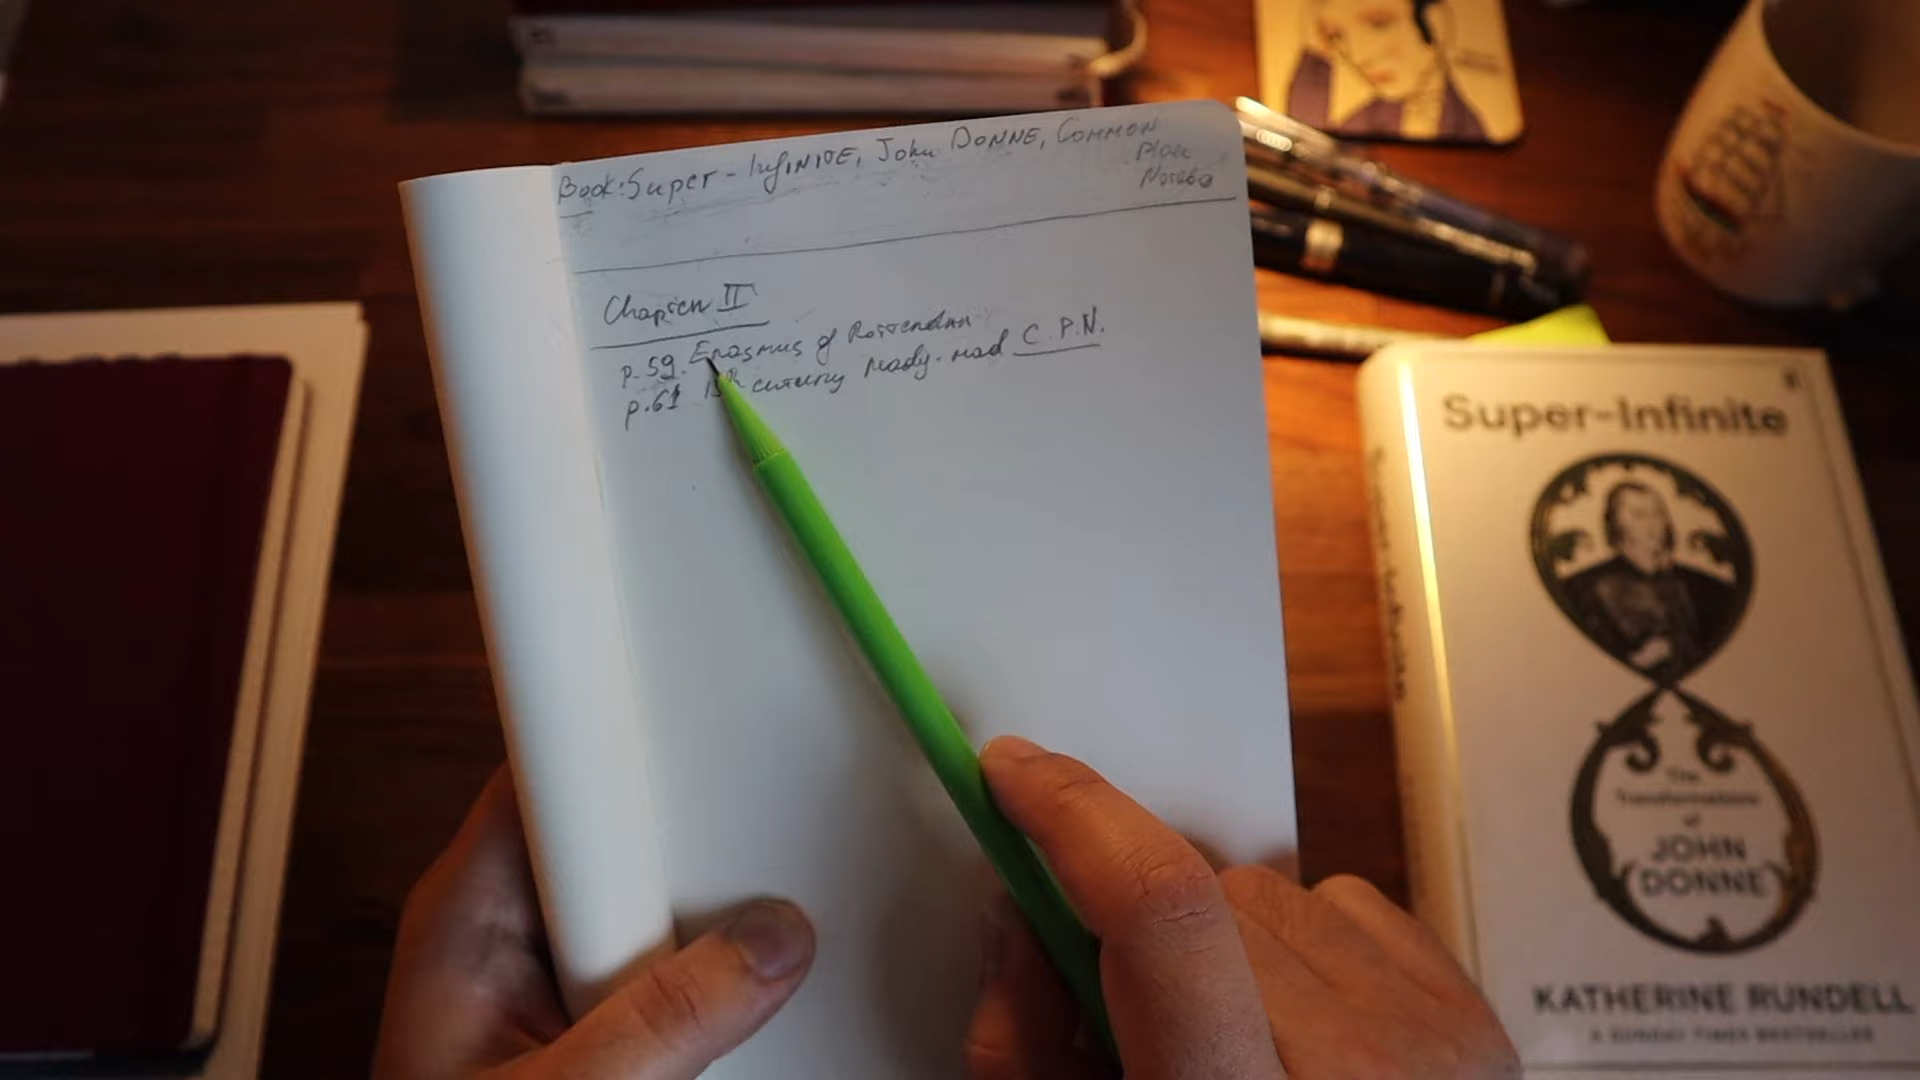 Book: Super-Infinite, John DONNE, COMMON
Place
Chapter II
p.59. Erasmus of Rotterdam
p.61 15th century ready-mad C.P.N.
Super-Infinite
The
Transformations
of
JOHN
DONNE
KATHERINE RUNDELL
A SUNDAY TIMES BESTSELLER